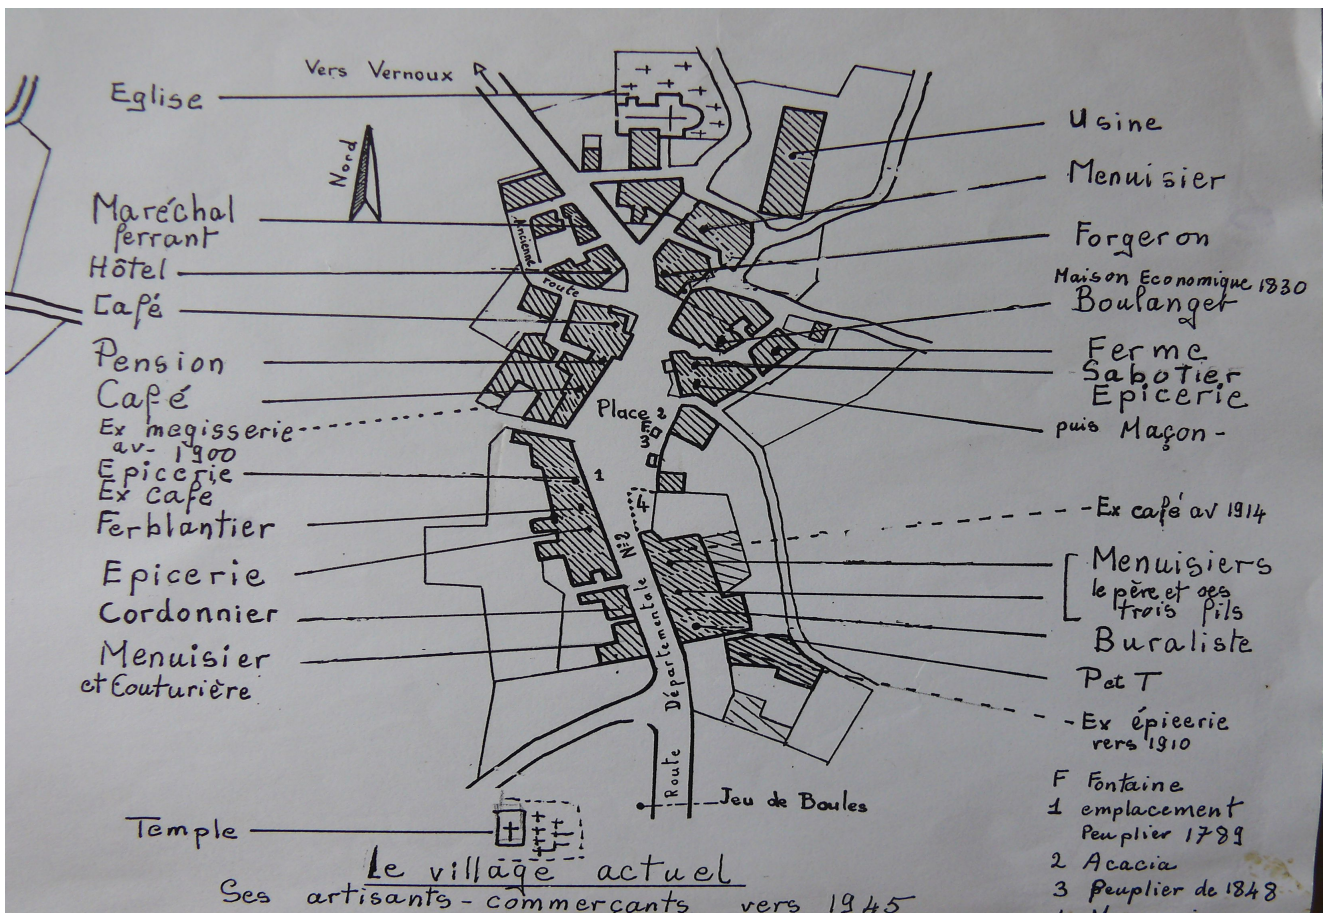 Vers Vernoux
Eglise
Nord
Maréchal
ferrant
Hôtel
Café
Pension
Café
Ex megisserie
av- 1900
Epicerie
Ex cafe
Ferblantier
Epicerie
Cordonnier
Menuisier
et Couturière
Temple
Ancienne
route
Place 2
F
3
1
4
N:2
Route Départementale
Jeu de Boules
Usine
Menuisier
Forgeron
Maison Economique 1830
Boulanger
Ferme
Sabotier
Epicerie
puis Maçon-
Ex café av 1914
Menuisiers
le père et ses
trois fils
Buraliste
P et T
Ex épicerie
vers 1910
F Fontaine
1 emplacement
Peuplier 1789
2 Acacia
3 Peuplier de 1848
Le village actuel
Ses artisants-commerçants vers 1945